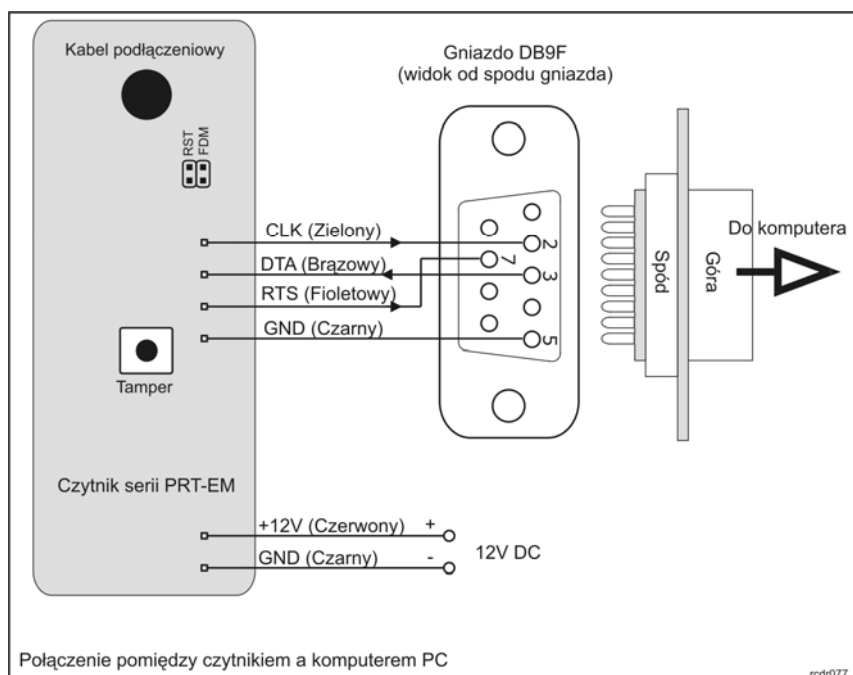 Kabel podłączeniowy
RST
FDM
Gniazdo DB9F
(widok od spodu gniazda)
CLK (Zielony)
DTA (Brązowy)
RTS (Fioletowy)
GND (Czarny)
2
7
3
5
Spód
Góra
Do komputera
Tamper
Czytnik serii PRT-EM
+12V (Czerwony) +
GND (Czarny) -
12V DC
Połączenie pomiędzy czytnikiem a komputerem PC
rcdr077